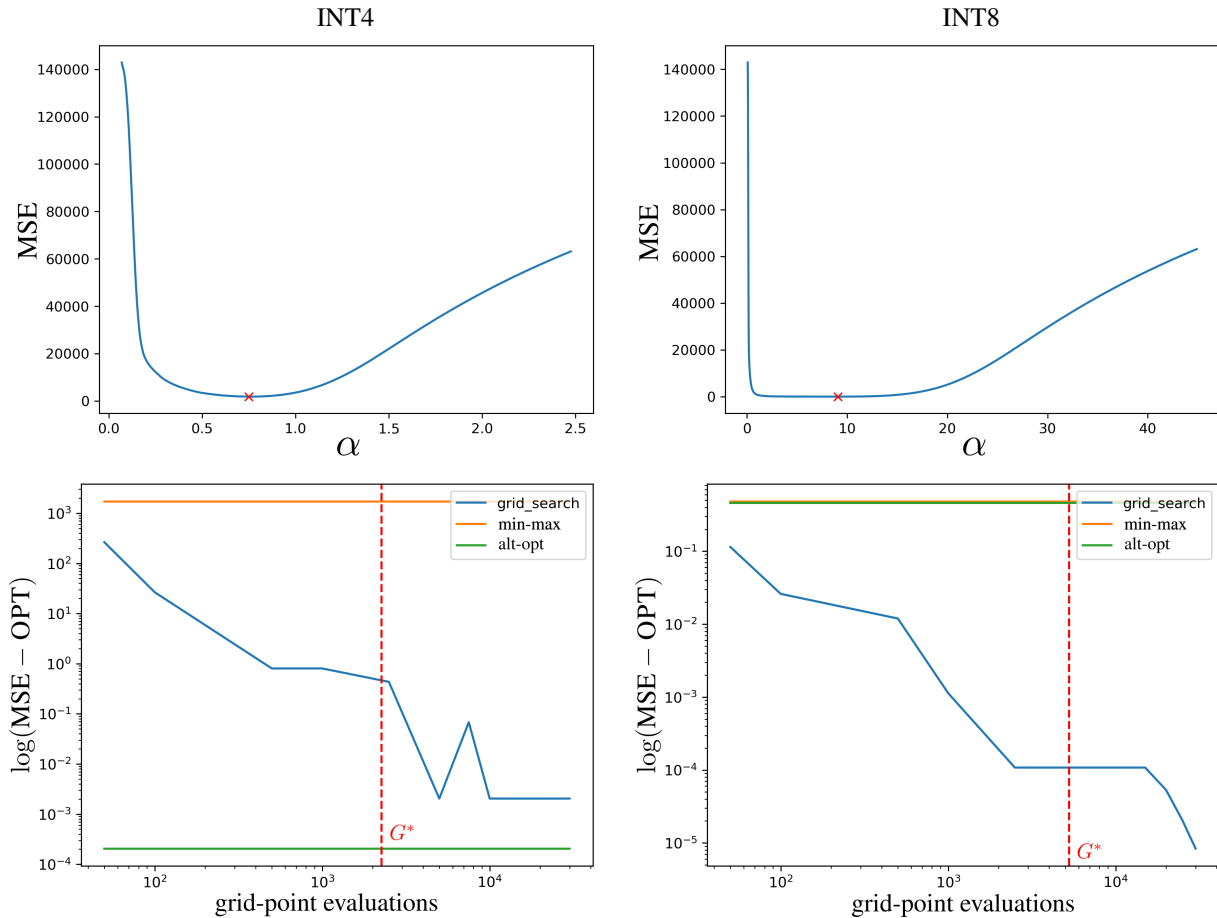 INT4
INT8
140000
120000
100000
80000
60000
40000
20000
0
MSE
0.0 0.5 1.0 1.5 2.0 2.5
α
140000
120000
100000
80000
60000
40000
20000
0
MSE
0 10 20 30 40
α
10³
10²
10¹
10⁰
10⁻¹
10⁻²
10⁻³
10⁻⁴
log(MSE − OPT)
grid_search
min-max
alt-opt
G*
10² 10³ 10⁴
grid-point evaluations
10⁻¹
10⁻²
10⁻³
10⁻⁴
10⁻⁵
log(MSE − OPT)
grid_search
min-max
alt-opt
G*
10² 10³ 10⁴
grid-point evaluations